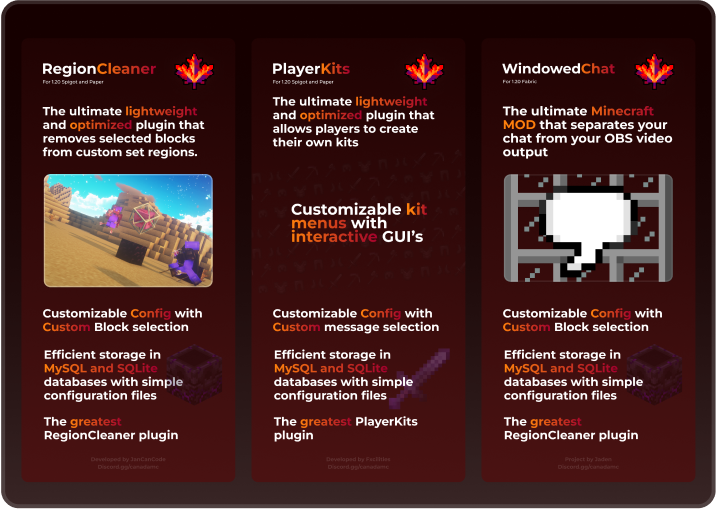 RegionCleaner
For 1.20 Spigot and Paper
The ultimate lightweight
and optimized plugin that
removes selected blocks
from custom set regions.
Customizable Config with
Custom Block selection
Efficient storage in
MySQL and SQLite
databases with simple
configuration files
The greatest
RegionCleaner plugin
Developed by JanCanCode
PlayerKits
For 1.20 Spigot and Paper
The ultimate lightweight
and optimized plugin that
allows players to create
their own kits
Customizable kit
menus with
interactive GUI's
Customizable Config with
Custom message selection
Efficient storage in
MySQL and SQLite
databases with simple
configuration files
The greatest PlayerKits
plugin
Developed by
WindowedChat
For 1.20 Fabric
The ultimate Minecraft
MOD that separates your
chat from your OBS video
output
Customizable Config with
Custom Block selection
Efficient storage in
MySQL and SQLite
databases with simple
configuration files
The greatest
RegionCleaner plugin
Project by